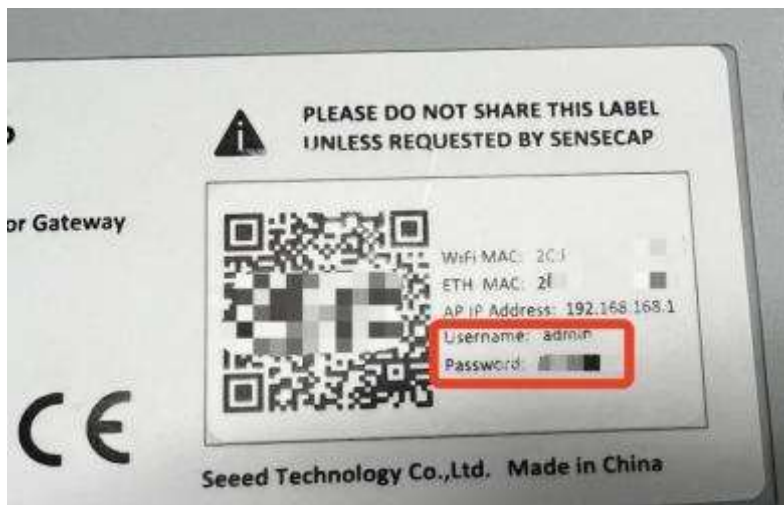 PLEASE DO NOT SHARE THIS LABEL
UNLESS REQUESTED BY SENSECAP
or Gateway
WiFi MAC:
ETH MAC:
AP IP Address: 192.168.168.1
Username: admin
Password:
CE
Seeed Technology Co.,Ltd. Made in China